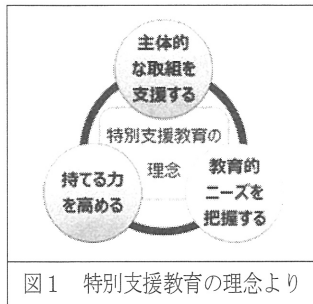 主体的
な取組を
支援する
特別支援教育の
理念
持てる力
を高める
教育的
ニーズを
把握する
図1 特別支援教育の理念より